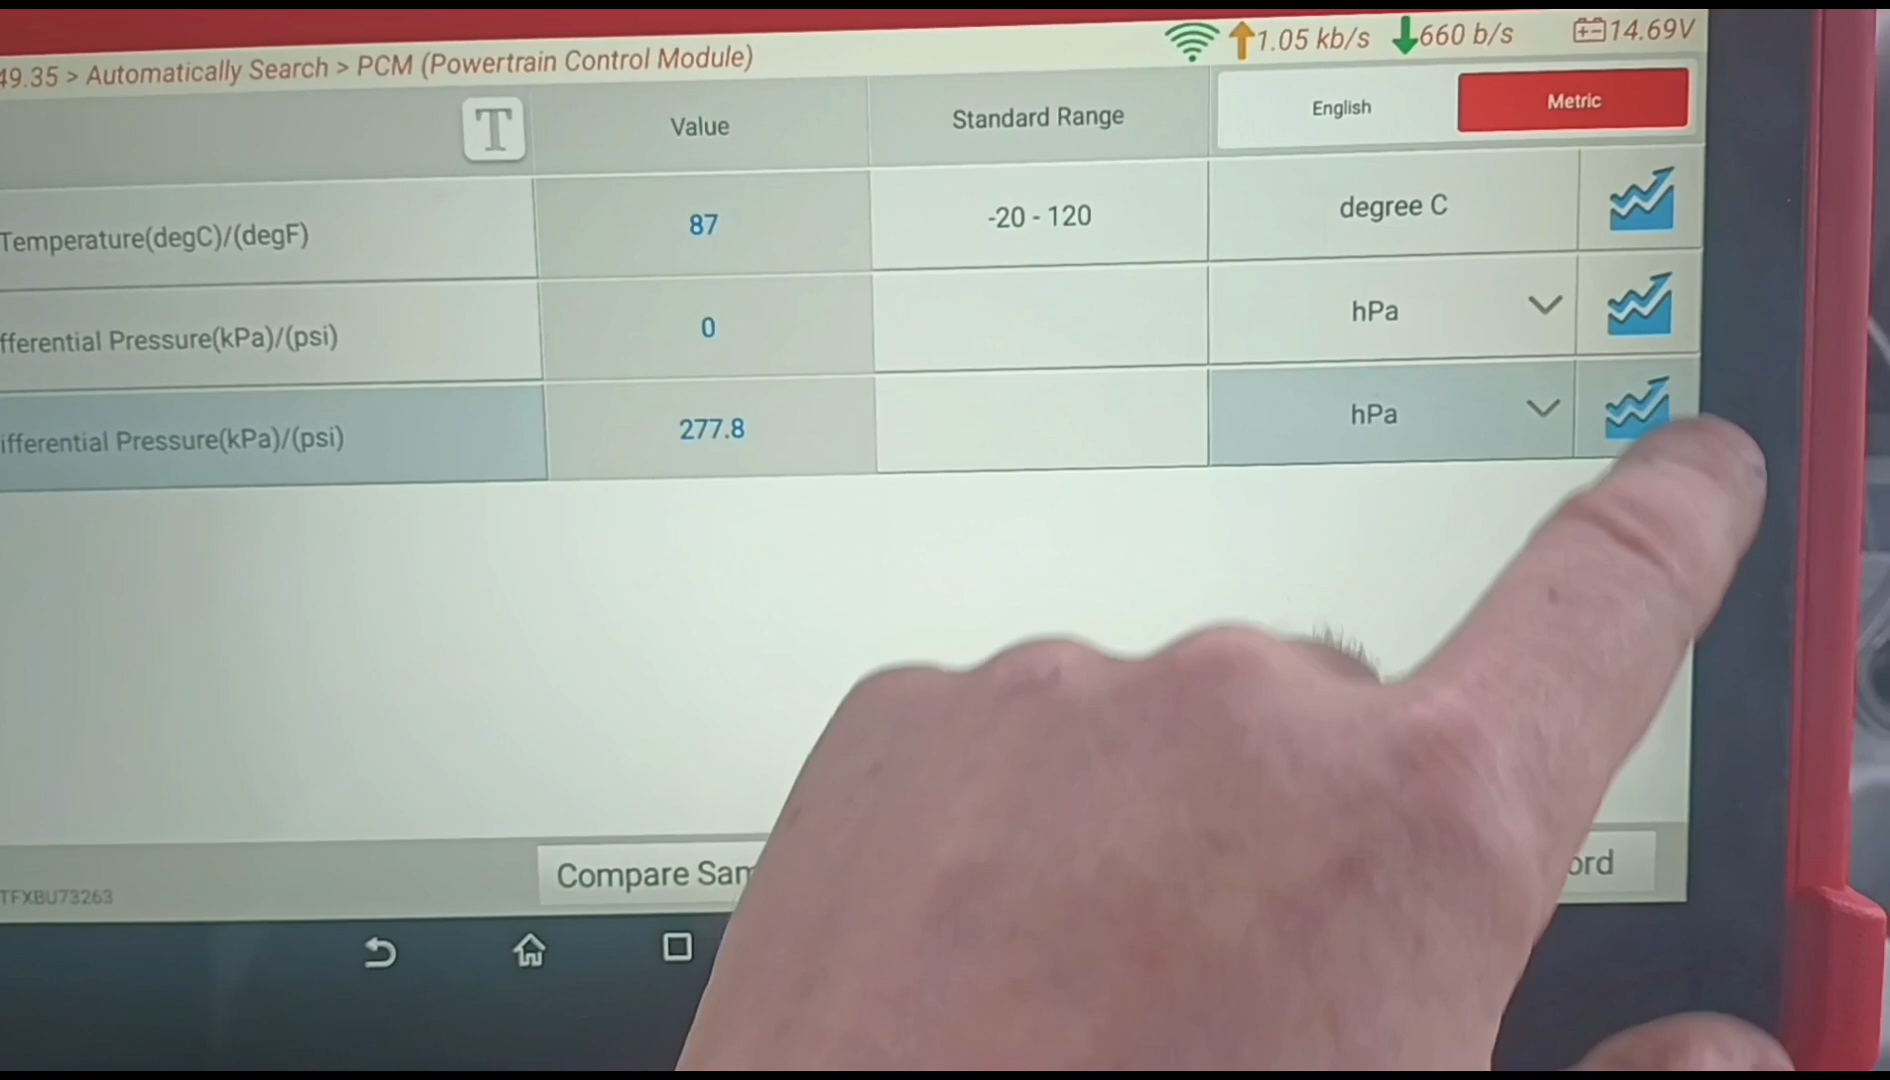 49.35 > Automatically Search > PCM (Powertrain Control Module)
1.05 kb/s 660 b/s 14.69V
T Value Standard Range English Metric
Temperature(degC)/(degF) 87 -20 - 120 degree C
fferential Pressure(kPa)/(psi) 0 hPa
ifferential Pressure(kPa)/(psi) 277.8 hPa
Compare Sam ord
TFXBU73263